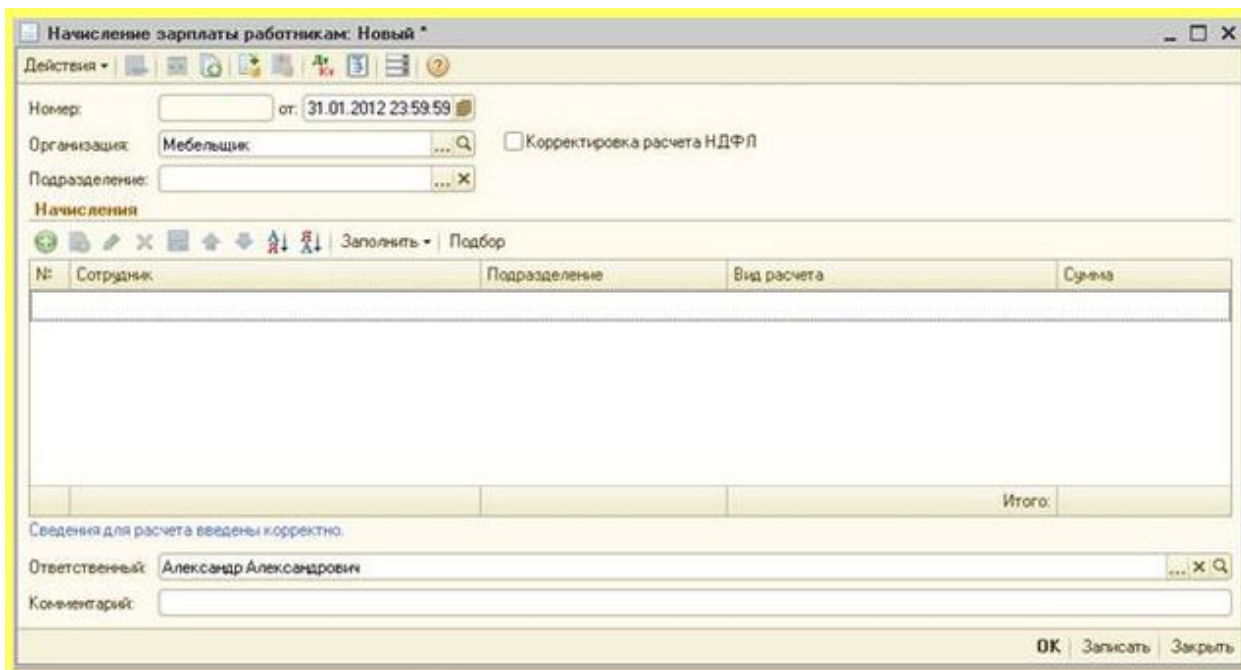 Начисление зарплаты работникам: Новый *
Действия
Номер: от: 31.01.2012 23:59:59
Организация: Мебельщик ... Корректировка расчета НДФЛ
Подразделение: ...
Начисления
Заполнить Подбор
№ Сотрудник Подразделение Вид расчета Сумма
Итого:
Сведения для расчета введены корректно.
Ответственный: Александр Александрович ...
Комментарий:
OK Записать Закрыть